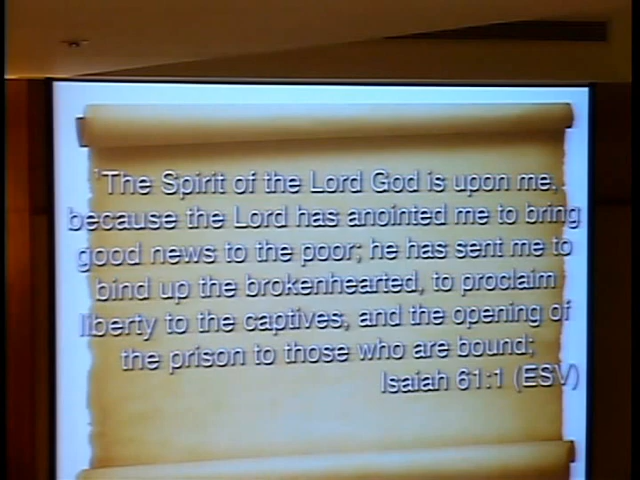 'The Spirit of the Lord God is upon me,
because the Lord has anointed me to bring
good news to the poor; he has sent me to
bind up the brokenhearted, to proclaim
liberty to the captives, and the opening of
the prison to those who are bound;
Isaiah 61:1 (ESV)